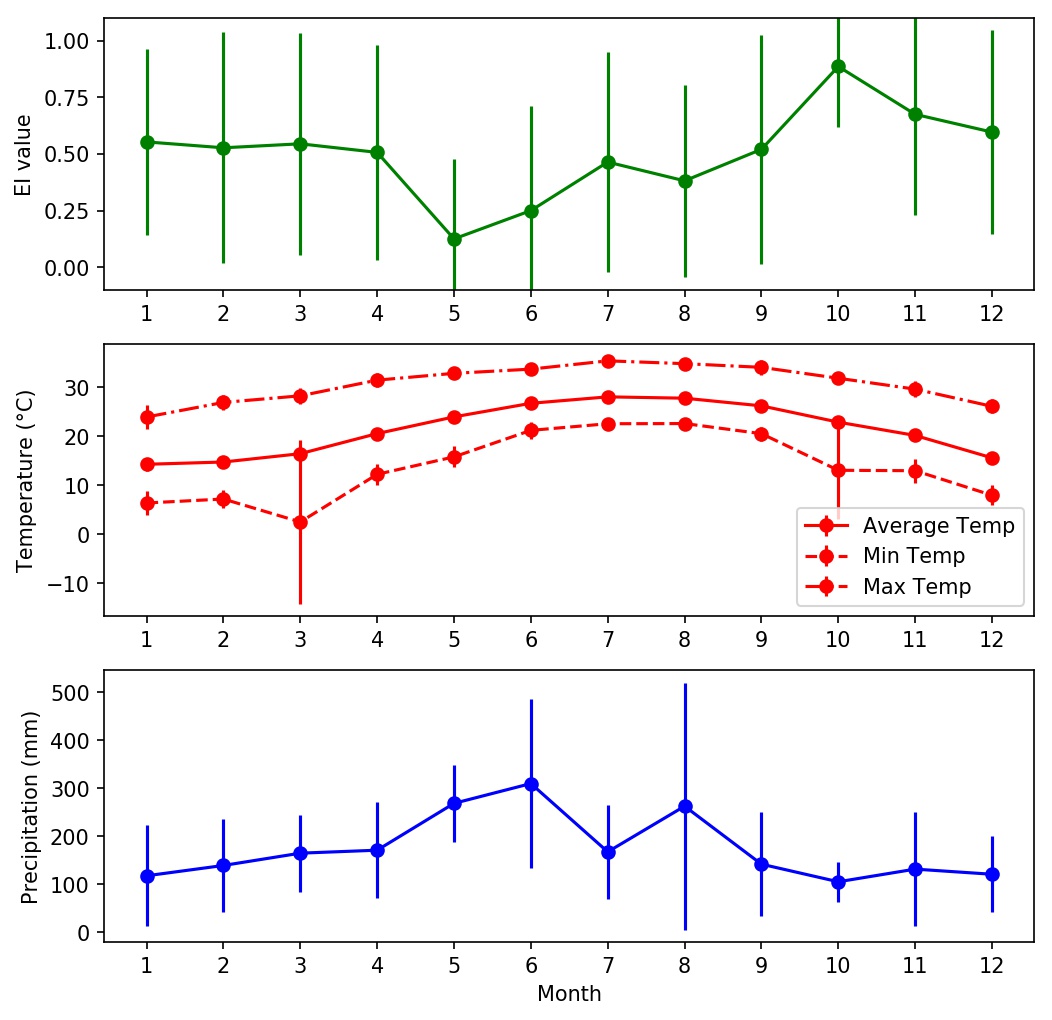 EI value
1.00
0.75
0.50
0.25
0.00
1 2 3 4 5 6 7 8 9 10 11 12
Temperature (°C)
30
20
10
0
−10
Average Temp
Min Temp
Max Temp
1 2 3 4 5 6 7 8 9 10 11 12
Precipitation (mm)
500
400
300
200
100
0
1 2 3 4 5 6 7 8 9 10 11 12
Month